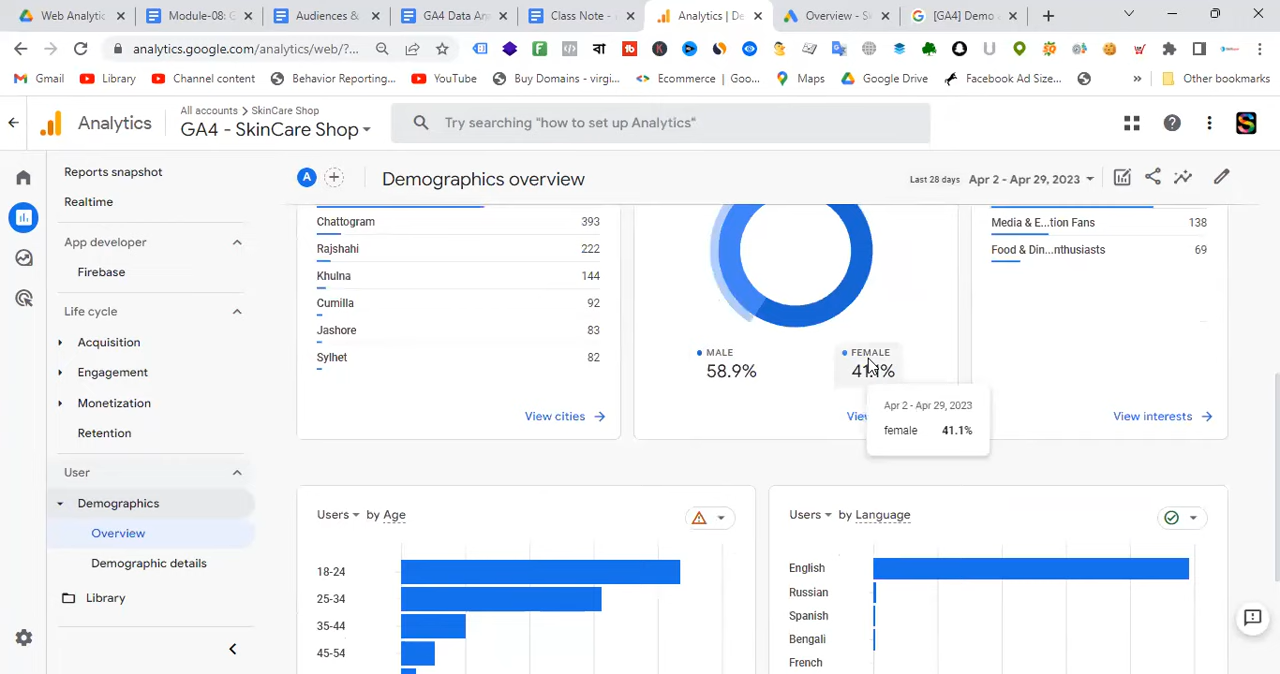 Web Analytic
Module-08: G
Audiences &
GA4 Data An
Class Note -
Analytics | De
Overview - Sk
[GA4] Demo
analytics.google.com/analytics/web/?...
Gmail
Library
Channel content
Behavior Reporting...
YouTube
Buy Domains - virgi...
Ecommerce | Goo...
Maps
Google Drive
Facebook Ad Size...
»
Other bookmarks
Analytics
All accounts > SkinCare Shop
GA4 - SkinCare Shop
Try searching "how to set up Analytics"
Reports snapshot
Realtime
App developer
Firebase
Life cycle
Acquisition
Engagement
Monetization
Retention
User
Demographics
Overview
Demographic details
Library
A
Demographics overview
Last 28 days Apr 2 - Apr 29, 2023
Chattogram 393
Rajshahi 222
Khulna 144
Cumilla 92
Jashore 83
Sylhet 82
View cities
MALE
58.9%
FEMALE
41.1%
Apr 2 - Apr 29, 2023
female 41.1%
Media & E...tion Fans 138
Food & Din...nthusiasts 69
View interests
Users by Age
18-24
25-34
35-44
45-54
Users by Language
English
Russian
Spanish
Bengali
French